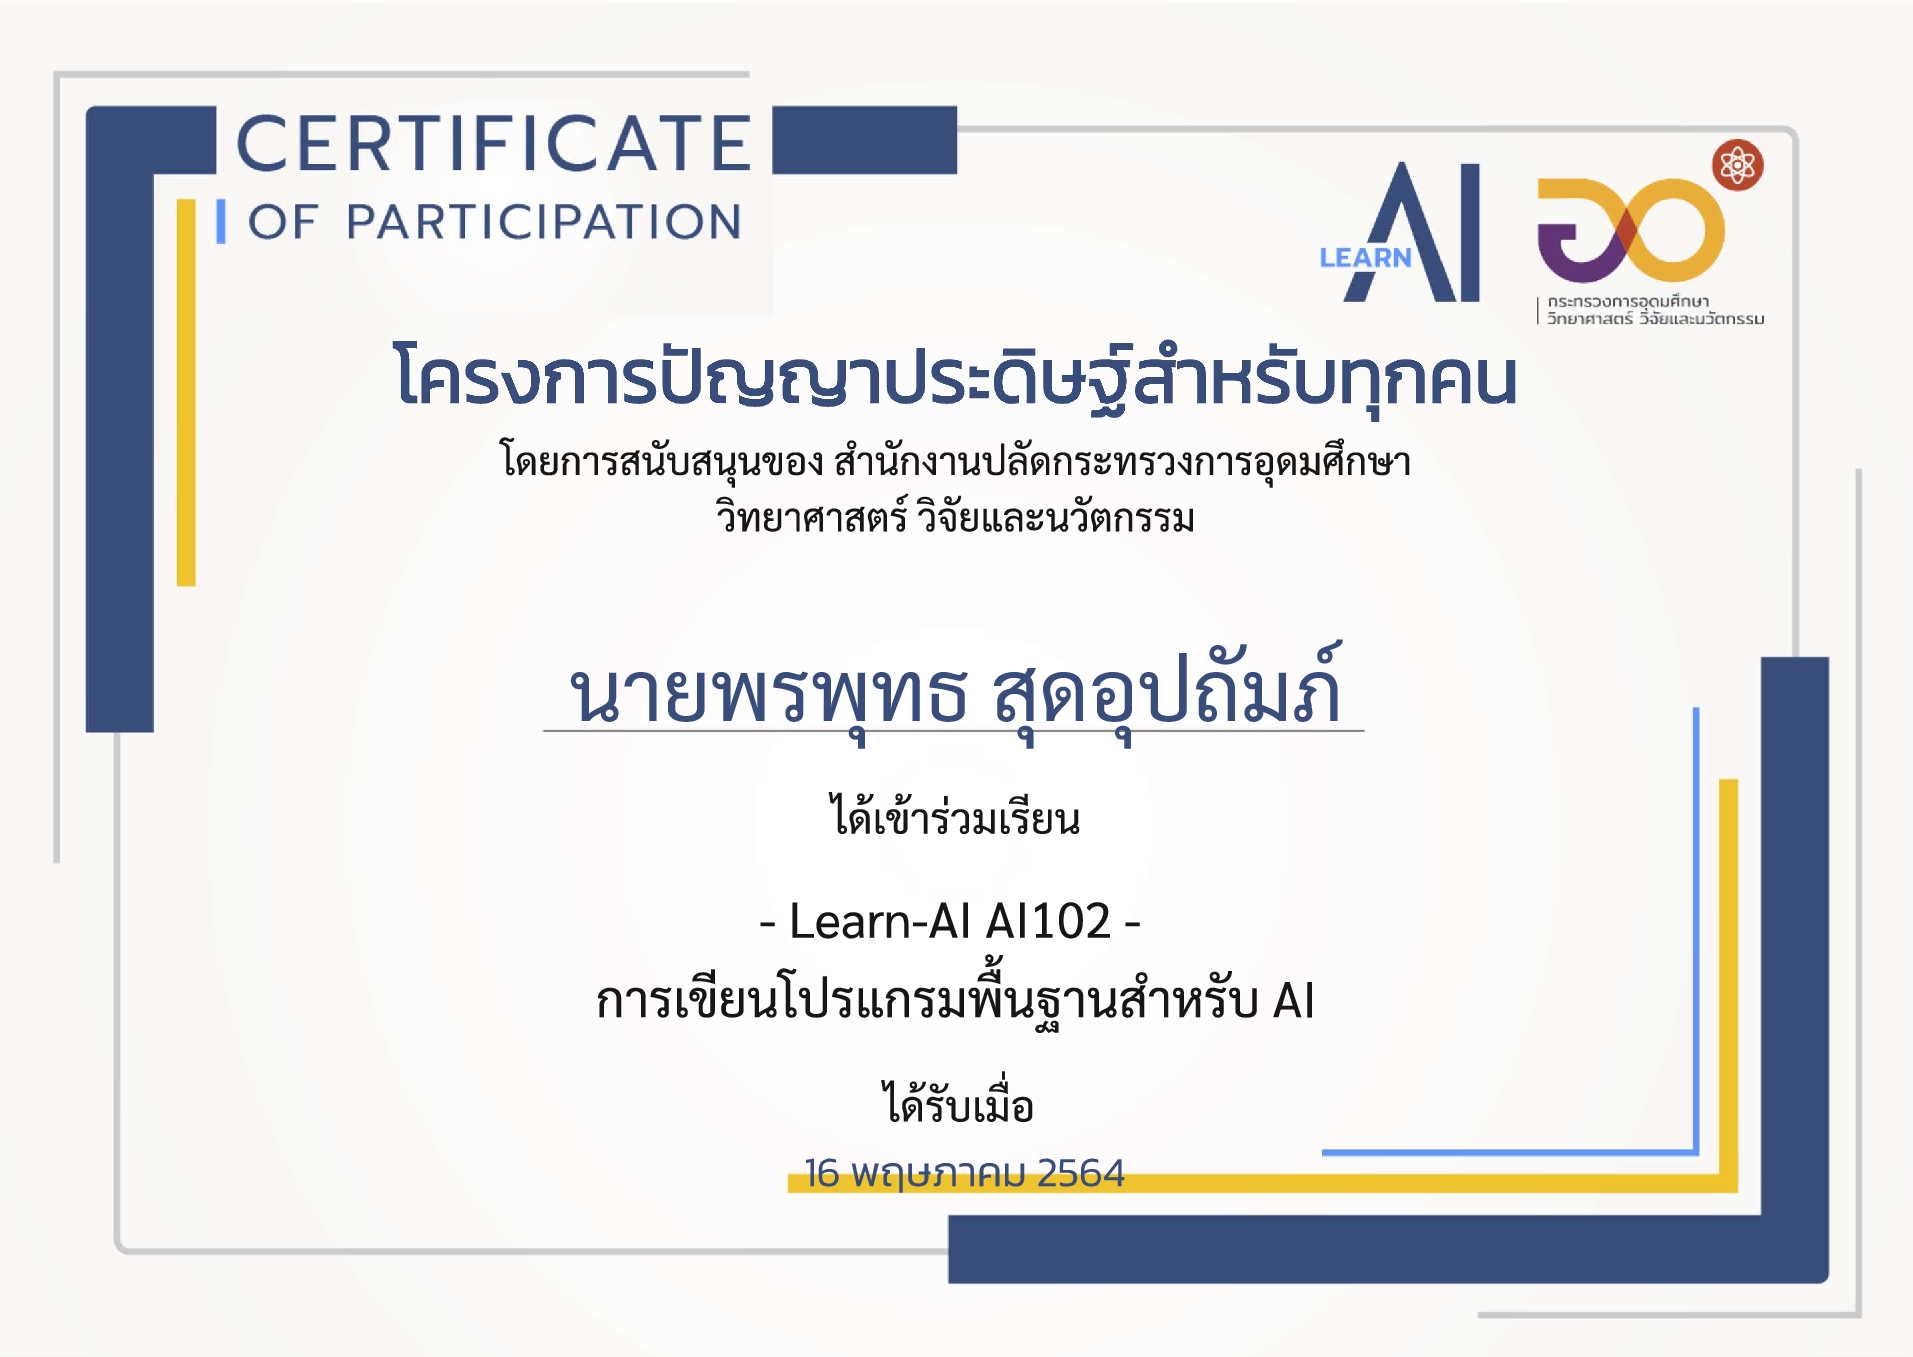 CERTIFICATE
OF PARTICIPATION
LEARN AI
กระทรวงการอุดมศึกษา
วิทยาศาสตร์ วิจัยและนวัตกรรม
โครงการปัญญาประดิษฐ์สำหรับทุกคน
โดยการสนับสนุนของ สำนักงานปลัดกระทรวงการอุดมศึกษา
วิทยาศาสตร์ วิจัยและนวัตกรรม
นายพรพุทธ สุดอุปถัมภ์
ได้เข้าร่วมเรียน
- Learn-AI AI102 -
การเขียนโปรแกรมพื้นฐานสำหรับ AI
ได้รับเมื่อ
16 พฤษภาคม 2564